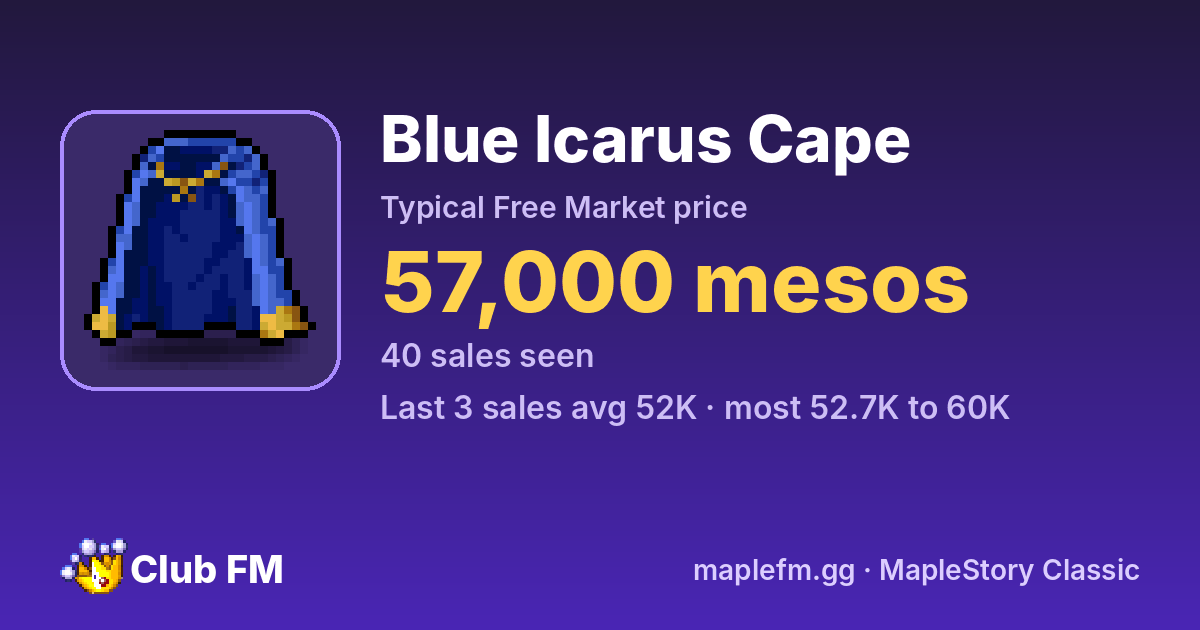 Blue Icarus Cape
Typical Free Market price
57,000 mesos
40 sales seen
Last 3 sales avg 52K · most 52.7K to 60K
Club FM
maplefm.gg · MapleStory Classic